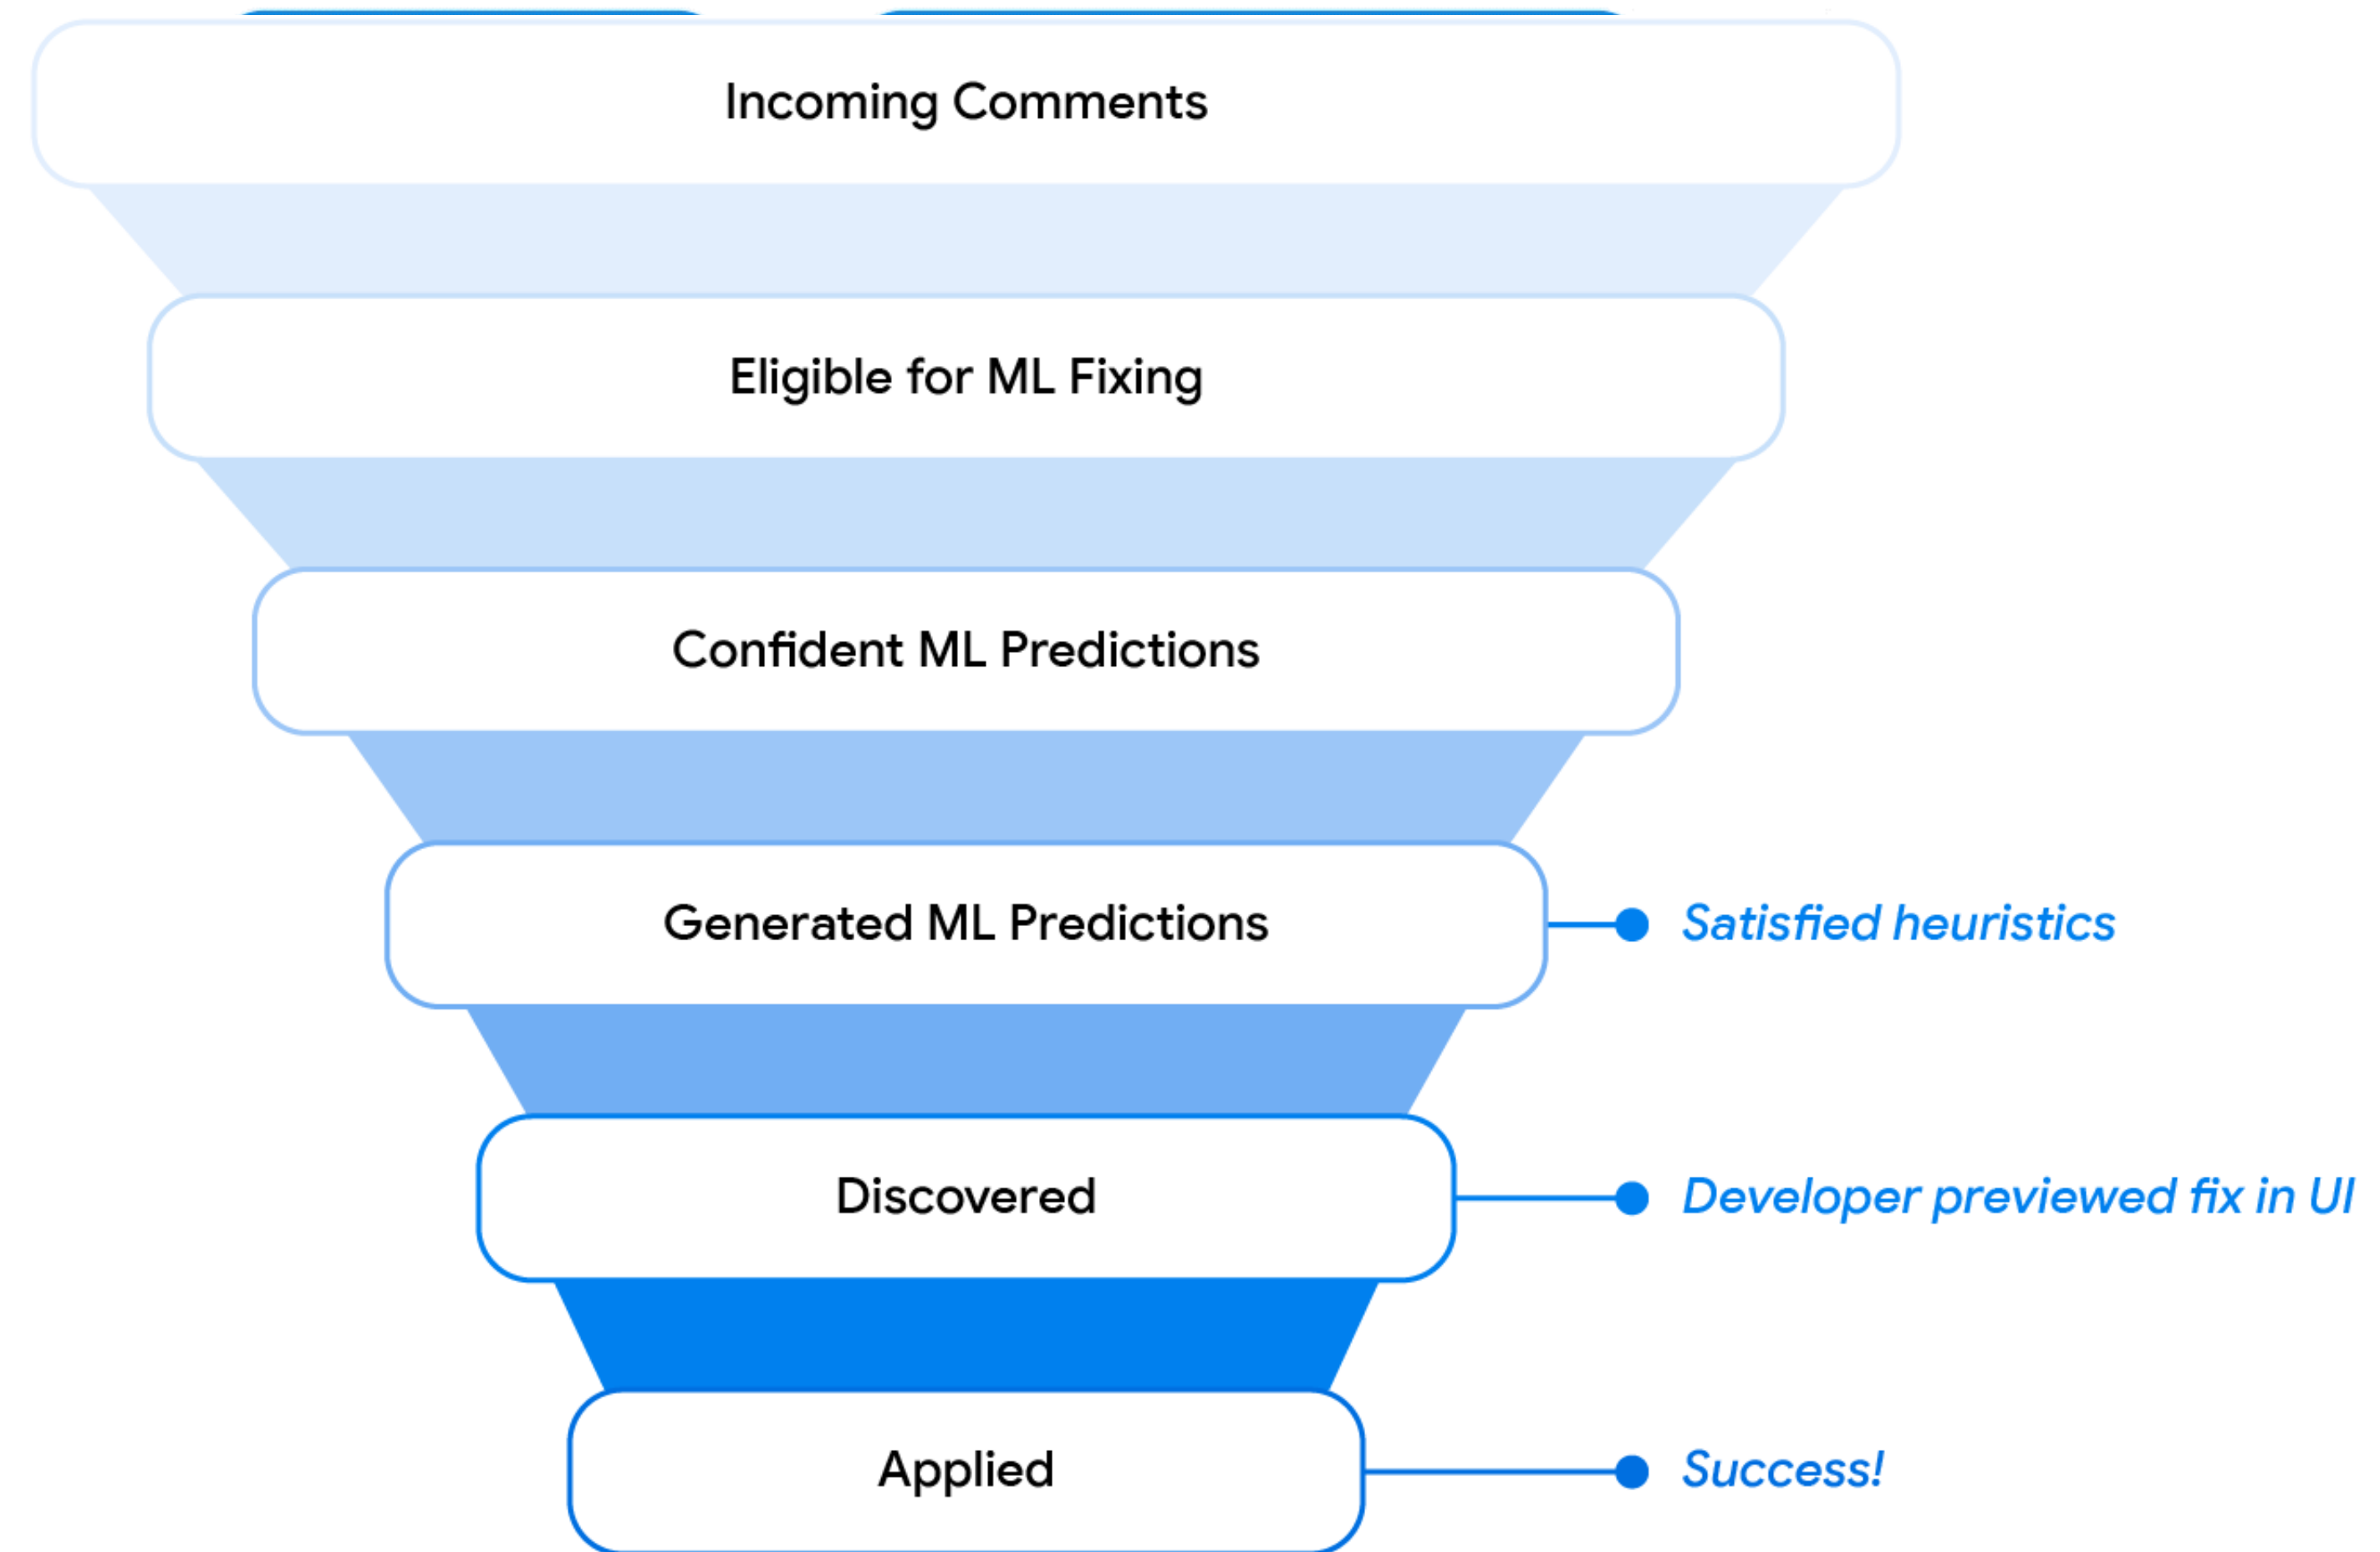 Incoming Comments
Eligible for ML Fixing
Confident ML Predictions
Generated ML Predictions
Satisfied heuristics
Discovered
Developer previewed fix in UI
Applied
Success!